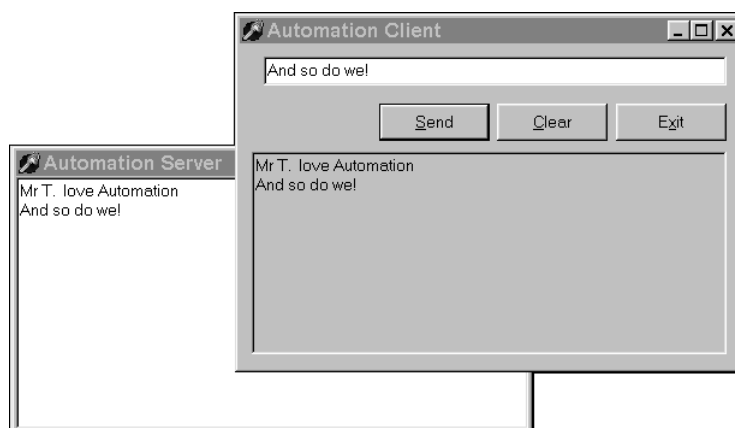 Automation Client
And so do we!
Send Clear Exit
Mr T. love Automation
And so do we!
Automation Server
Mr T. love Automation
And so do we!